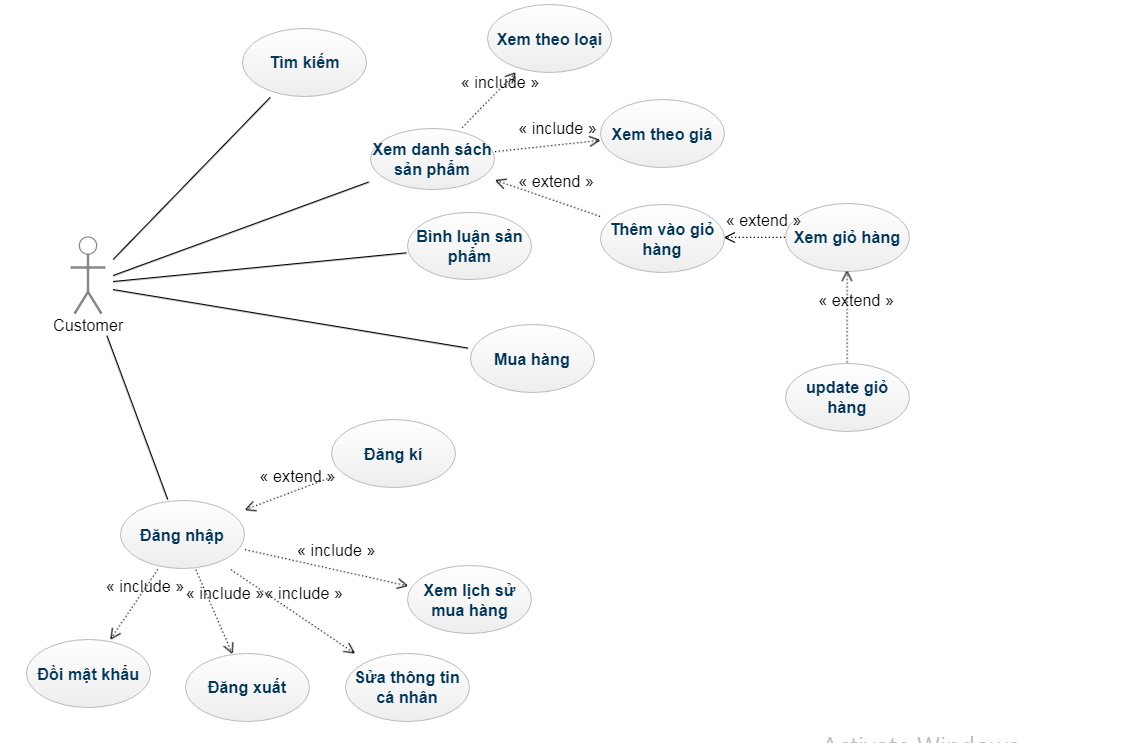 Xem theo loại
Tìm kiếm
« include »
Xem danh sách
sản phẩm
« include »
Xem theo giá
« extend »
Thêm vào giỏ
hàng
« extend »
Xem giỏ hàng
Bình luận sản
phẩm
« extend »
Customer
Mua hàng
update giỏ
hàng
Đăng kí
« extend »
Đăng nhập
« include »
Xem lịch sử
mua hàng
« include »
« include »
« include »
Đồi mật khẩu
Đăng xuất
Sửa thông tin
cá nhân
Activate Windows